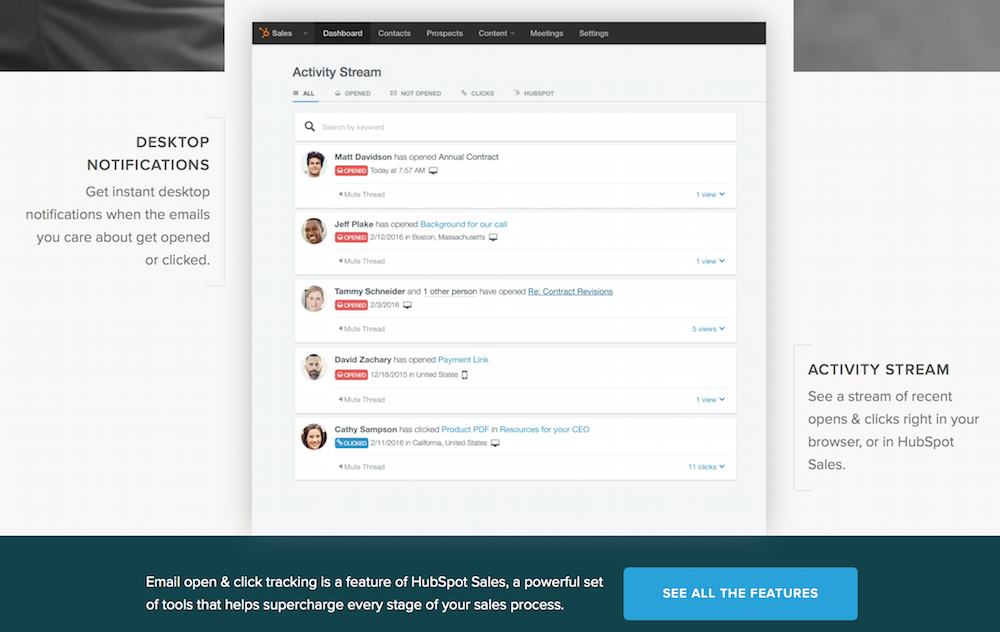 Sales
Dashboard
Contacts
Prospects
Content
Meetings
Settings
Activity Stream
ALL
OPENED
NOT OPENED
CLICKS
HUBSPOT
Search by keyword
Matt Davidson has opened Annual Contract
OPENED Today at 7:57 AM
Mute Thread
1 view
Jeff Plake has opened Background for our call
OPENED 2/12/2016 in Boston, Massachusetts
Mute Thread
1 view
Tammy Schneider and 1 other person have opened Re: Contract Revisions
OPENED 2/3/2016
Mute Thread
5 views
David Zachary has opened Payment Link
OPENED 12/18/2015 in United States
Mute Thread
1 view
Cathy Sampson has clicked Product PDF in Resources for your CEO
CLICKED 2/11/2016 in California, United States
Mute Thread
11 clicks
DESKTOP
NOTIFICATIONS
Get instant desktop
notifications when the emails
you care about get opened
or clicked.
ACTIVITY STREAM
See a stream of recent
opens & clicks right in your
browser, or in HubSpot
Sales.
Email open & click tracking is a feature of HubSpot Sales, a powerful set
of tools that helps supercharge every stage of your sales process.
SEE ALL THE FEATURES